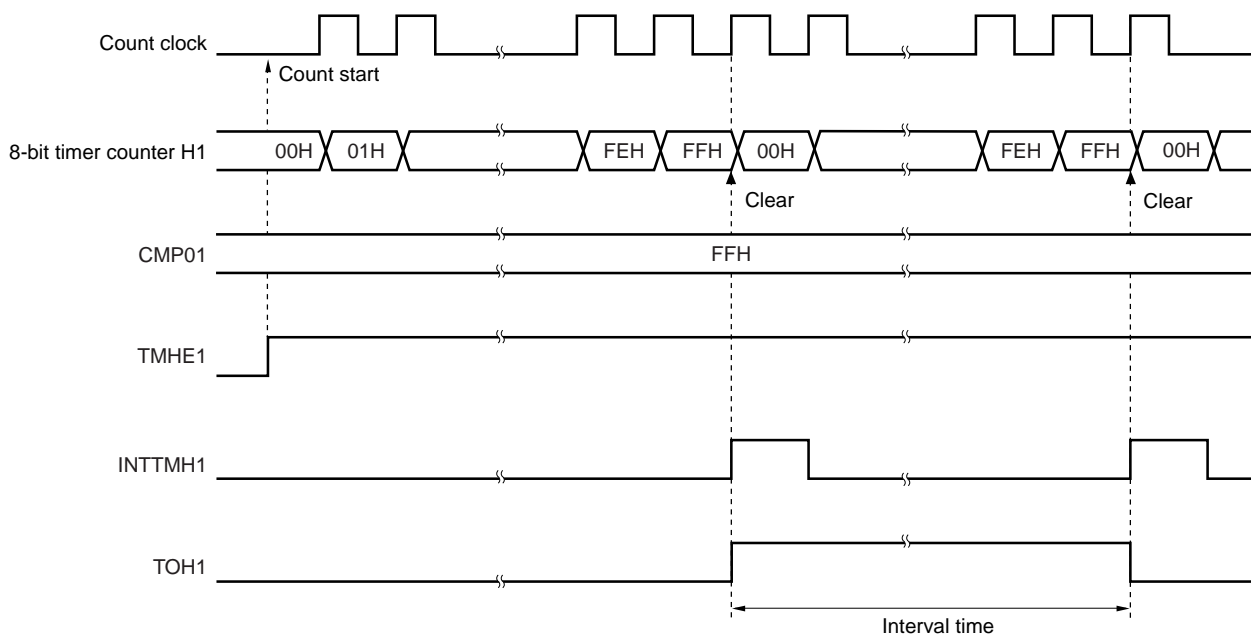 Count clock
Count start
8-bit timer counter H1
00H 01H FEH FFH 00H FEH FFH 00H
Clear Clear
CMP01
FFH
TMHE1
INTTMH1
TOH1
Interval time